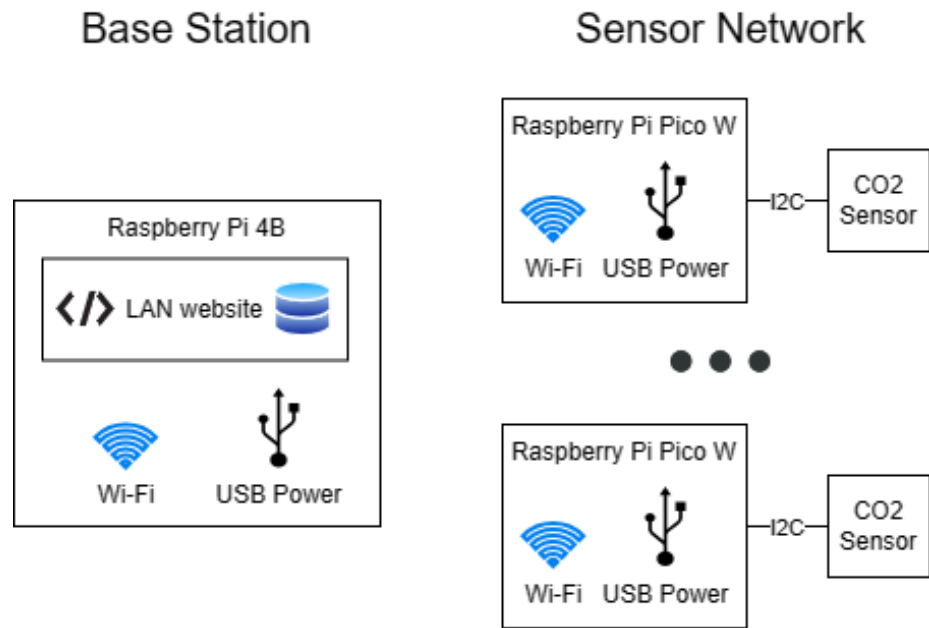 Base Station
Sensor Network
Raspberry Pi 4B
</> LAN website
Wi-Fi
USB Power
Raspberry Pi Pico W
Wi-Fi
USB Power
I2C
CO2
Sensor
Raspberry Pi Pico W
Wi-Fi
USB Power
I2C
CO2
Sensor